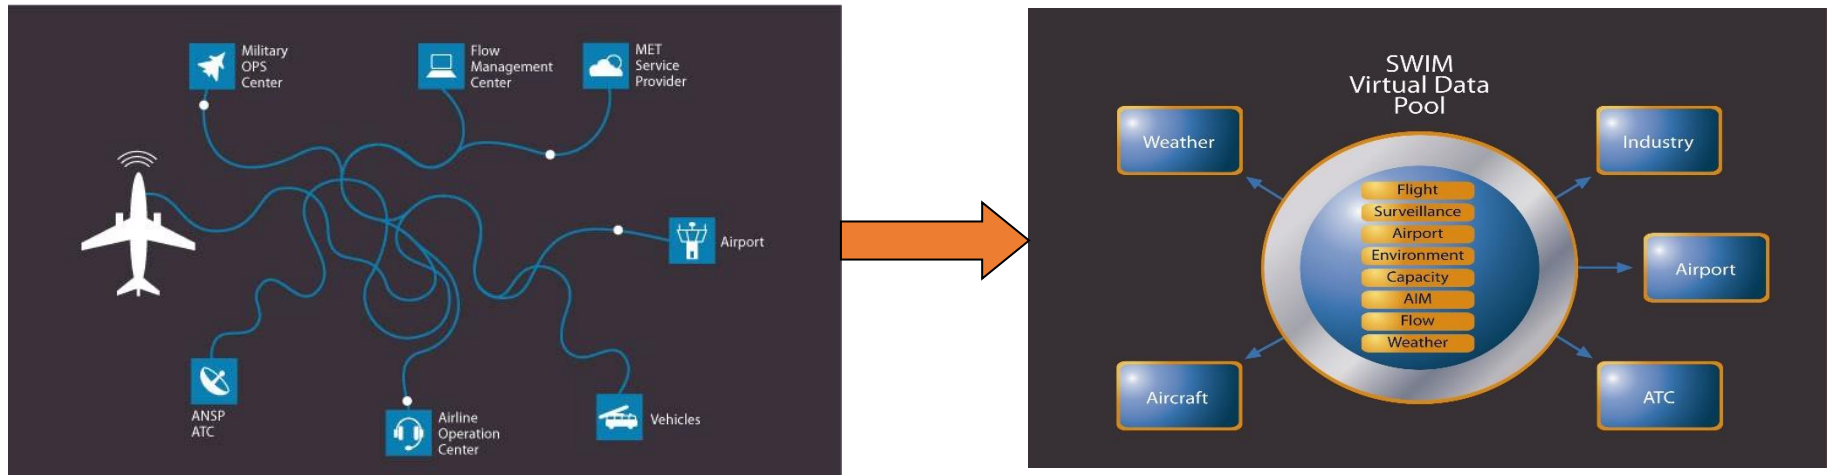 Military
OPS
Center
Flow
Management
Center
MET
Service
Provider
Airport
ANSP
ATC
Airline
Operation
Center
Vehicles
SWIM
Virtual Data
Pool
Weather
Industry
Flight
Surveillance
Airport
Environment
Capacity
AIM
Flow
Weather
Airport
Aircraft
ATC